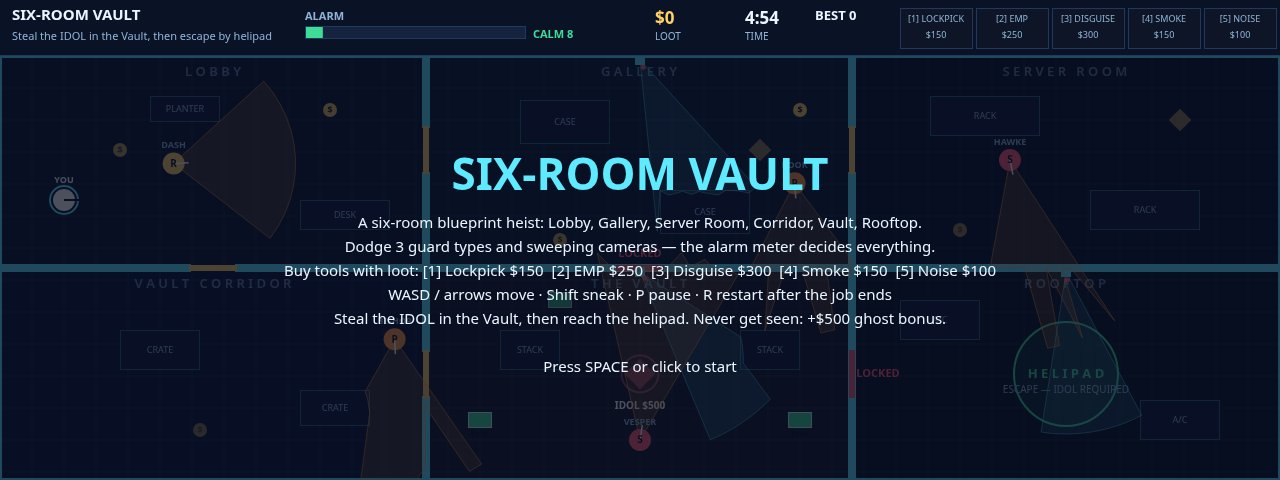 SIX-ROOM VAULT
Steal the IDOL in the Vault, then escape by helipad
ALARM
CALM 8
$0
LOOT
4:54
TIME
BEST 0
[1] LOCKPICK
$150
[2] EMP
$250
[3] DISGUISE
$300
[4] SMOKE
$150
[5] NOISE
$100
LOBBY
GALLERY
SERVER ROOM
PLANTER
CASE
RACK
$
$
$
DASH
R
YOU
HAWKE
S
DESK
CASE
RACK
SIX-ROOM VAULT
A six-room blueprint heist: Lobby, Gallery, Server Room, Corridor, Vault, Rooftop.
Dodge 3 guard types and sweeping cameras — the alarm meter decides everything.
Buy tools with loot: [1] Lockpick $150 [2] EMP $250 [3] Disguise $300 [4] Smoke $150 [5] Noise $100
WASD / arrows move · Shift sneak · P pause · R restart after the job ends
Steal the IDOL in the Vault, then reach the helipad. Never get seen: +$500 ghost bonus.
Press SPACE or click to start
LOCKED
VAULT CORRIDOR
THE VAULT
ROOFTOP
CRATE
P
STACK
STACK
LOCKED
HELIPAD
ESCAPE — IDOL REQUIRED
CRATE
IDOL $500
VESPER
S
A/C
$